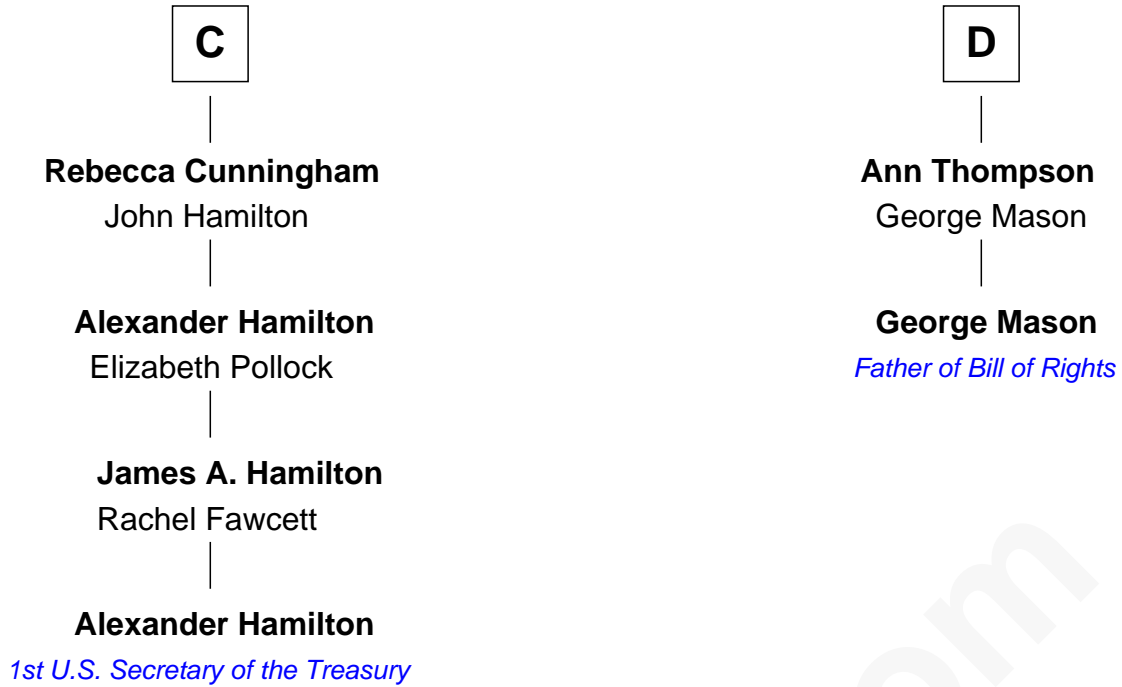 C
Rebecca Cunningham
John Hamilton
Alexander Hamilton
Elizabeth Pollock
James A. Hamilton
Rachel Fawcett
Alexander Hamilton
1st U.S. Secretary of the Treasury
D
Ann Thompson
George Mason
George Mason
Father of Bill of Rights
om